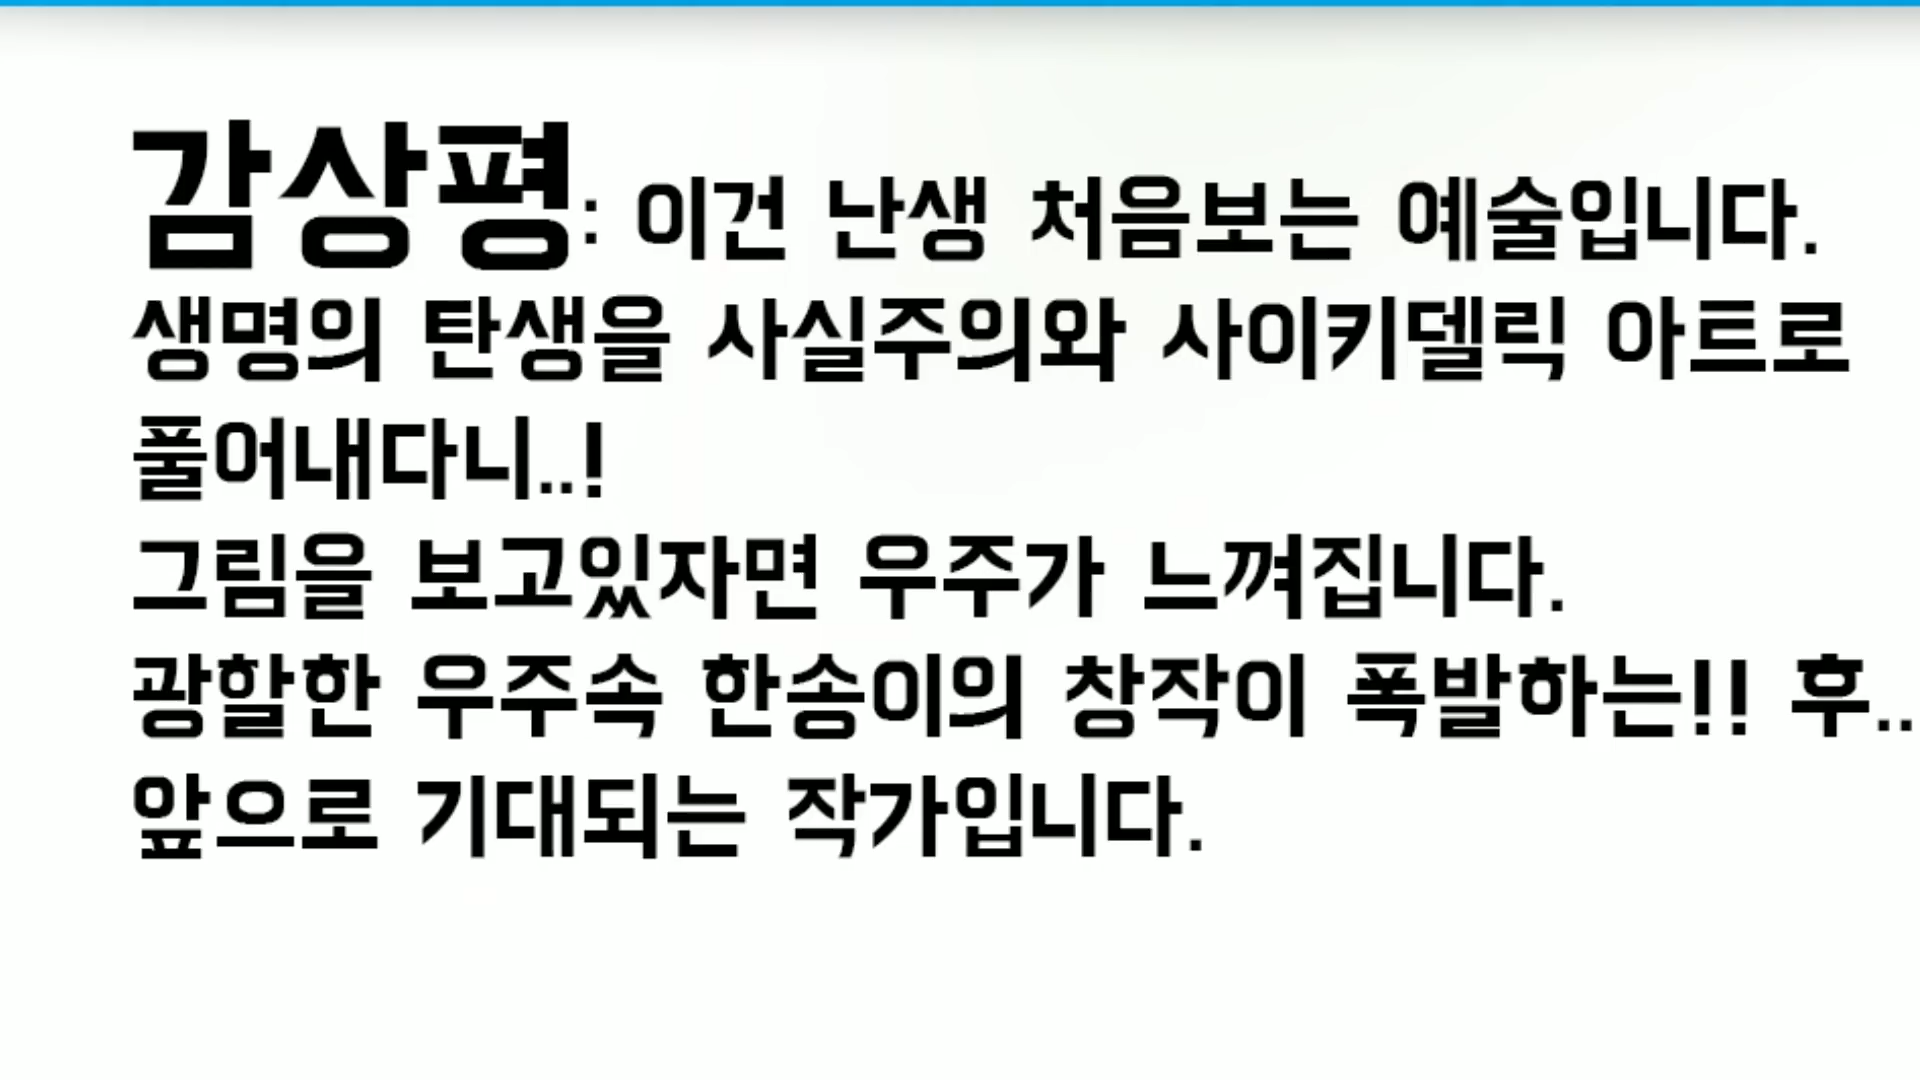 감상평: 이건 난생 처음보는 예술입니다.
생명의 탄생을 사실주의와 사이키델릭 아트로
풀어내다니..!
그림을 보고있자면 우주가 느껴집니다.
광할한 우주속 한송이의 창작이 폭발하는!! 후..
앞으로 기대되는 작가입니다.